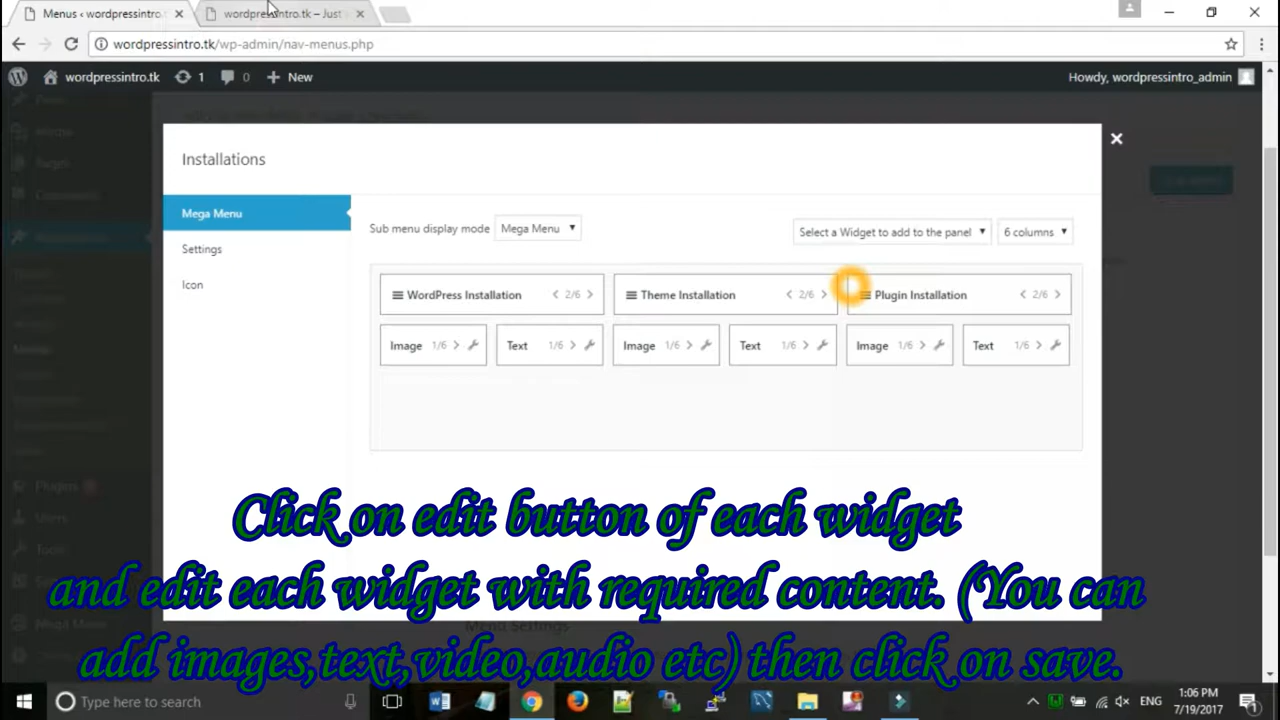 Menus ‹ wordpressintro.t
wordpressintro.tk – Just
wordpressintro.tk/wp-admin/nav-menus.php
wordpressintro.tk 1 0 New Howdy, wordpressintro_admin
Installations
Mega Menu
Settings
Icon
Sub menu display mode Mega Menu Select a Widget to add to the panel 6 columns
WordPress Installation 2/6 Theme Installation 2/6 Plugin Installation 2/6
Image 1/6 Text 1/6 Image 1/6 Text 1/6 Image 1/6 Text 1/6
Plugins
Users
Tools
Click on edit button of each widget
and edit each widget with required content. (You can
add images,text,video,audio etc) then click on save.
Menu Settings
Type here to search
ENG
1:06 PM
7/19/2017